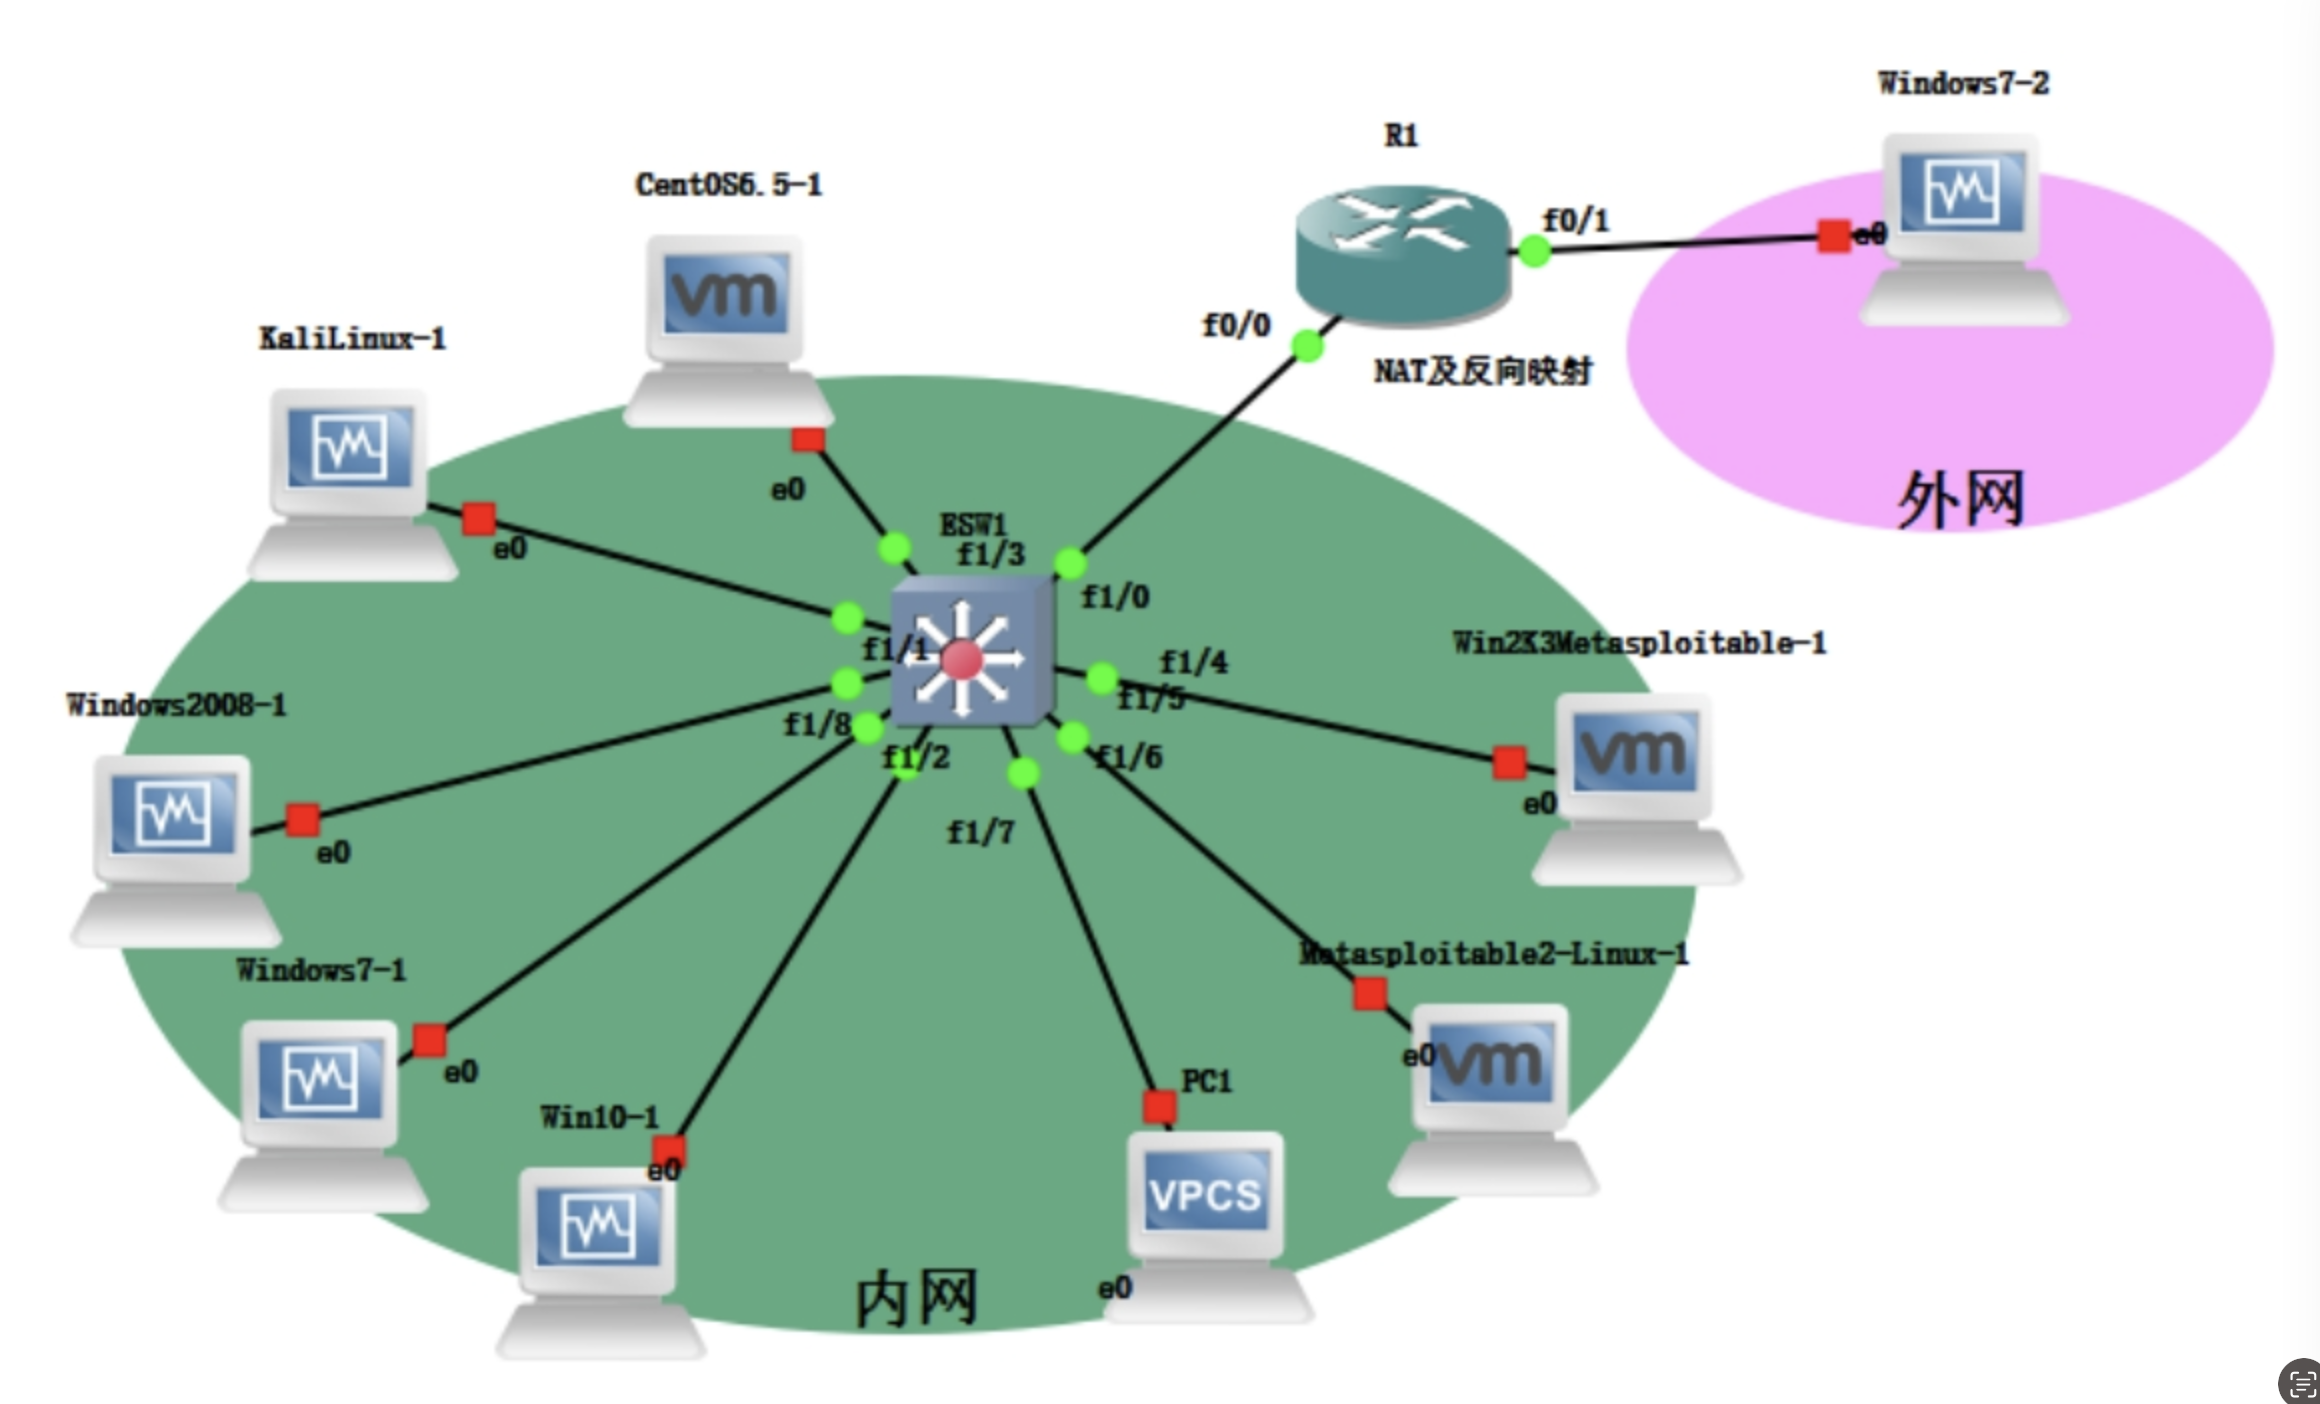 Windows7-2
R1
CentOS6.5-1
f0/1
e0
f0/0
KaliLinux-1
NAT及反向映射
e0
外网
ESW1
e0
f1/3
f1/0
f1/1
Win2K3Metasploitable-1
f1/4
f1/5
Windows2008-1
f1/8
f1/2
f1/6
vm
vm
e0
f1/7
e0
Metasploitable2-Linux-1
Windows7-1
e0
vm
e0
PC1
Win10-1
e0
VPCS
e0
内网